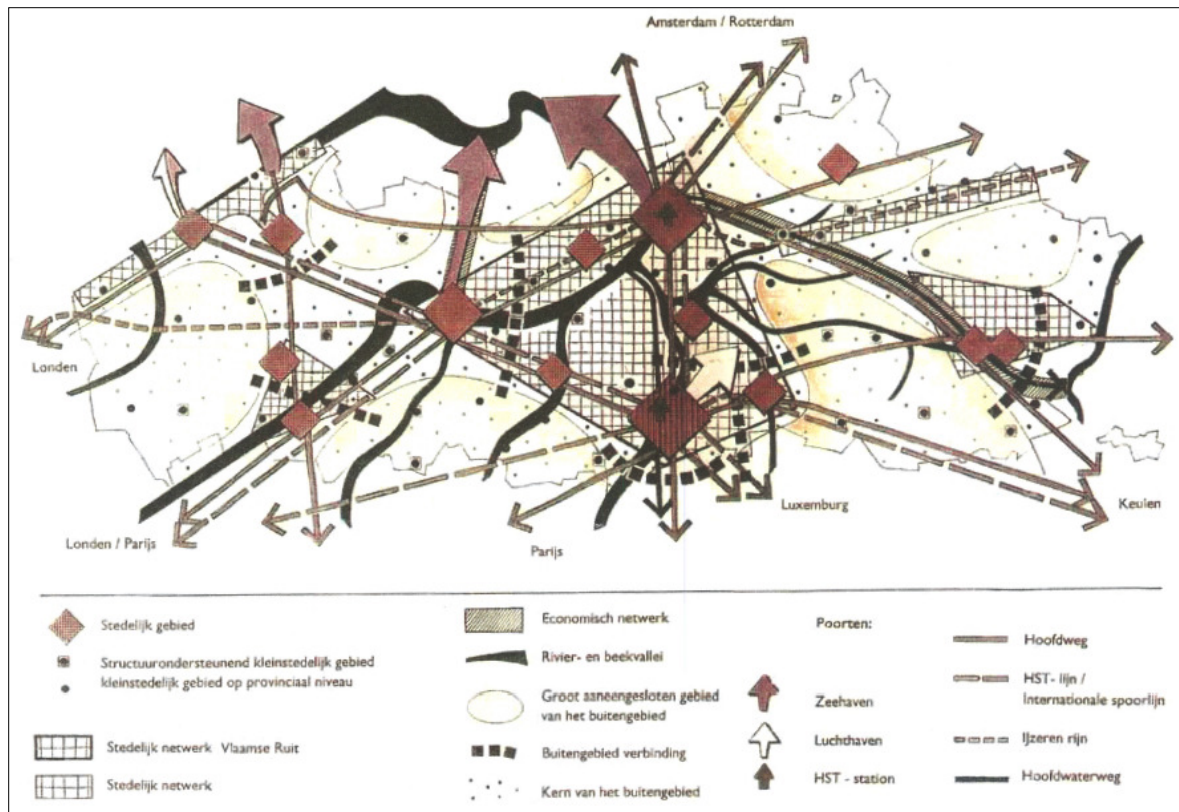 Amsterdam / Rotterdam
Londen
Londen / Parijs
Parijs
Luxemburg
Keulen
Stedelijk gebied
Structuurondersteunend kleinstedelijk gebied
kleinstedelijk gebied op provinciaal niveau
Stedelijk netwerk Vlaamse Ruit
Stedelijk netwerk
Economisch netwerk
Rivier- en beekvallei
Groot aaneengesloten gebied
van het buitengebied
Buitengebied verbinding
Kern van het buitengebied
Poorten:
Zeehaven
Luchthaven
HST - station
Hoofdweg
HST- lijn /
Internationale spoorlijn
IJzeren rijn
Hoofdwaterweg